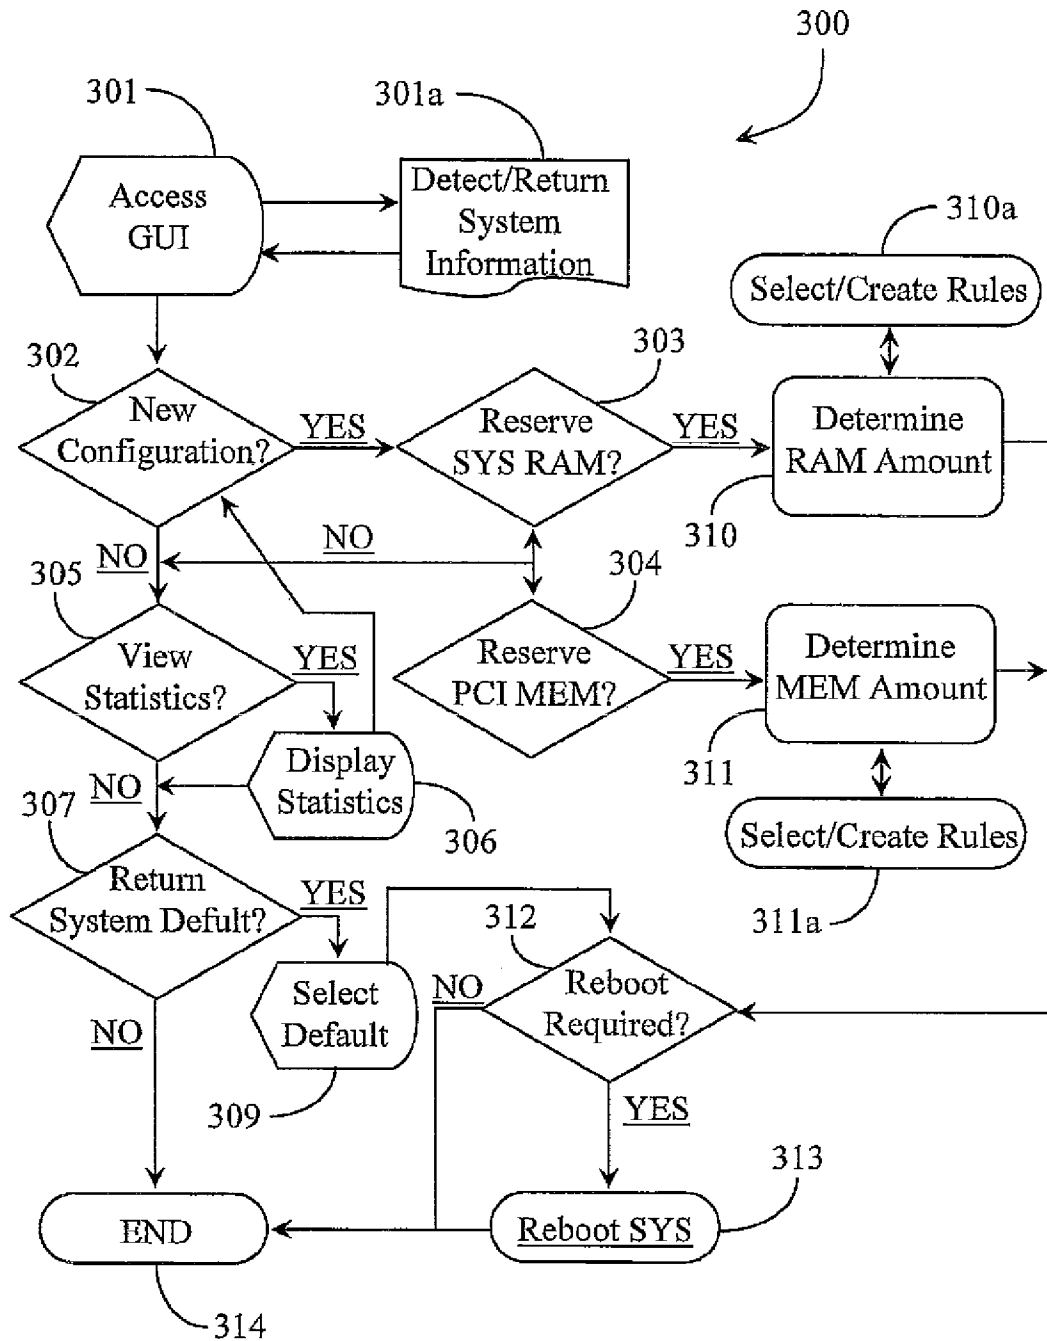 300
301
301a
Access
GUI
Detect/Return
System
Information
310a
Select/Create Rules
302
303
New
Configuration?
YES
Reserve
SYS RAM?
YES
Determine
RAM Amount
310
NO
NO
304
305
View
Statistics?
YES
Reserve
PCI MEM?
YES
Determine
MEM Amount
311
Display
Statistics
NO
306
307
Select/Create Rules
311a
Return
System Defult?
YES
312
Select
Default
NO
Reboot
Required?
NO
309
YES
313
END
Reboot SYS
314